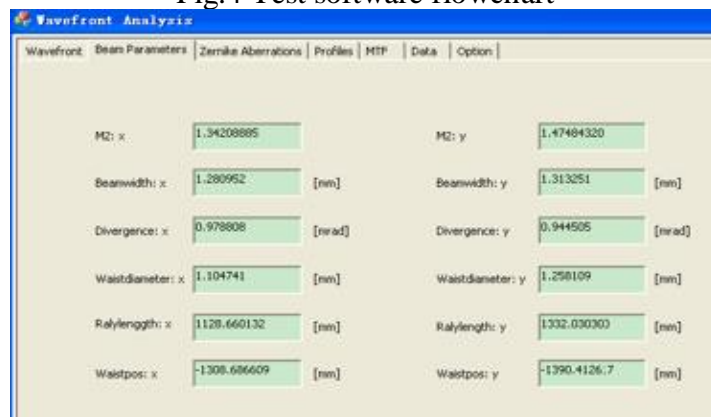 Fig.4 Test software flowchart
Wavefront Analysis
Wavefront Beam Parameters Zernike Aberrations Profiles MTF Data Option
M2: x 1.34208885 M2: y 1.47484320
Beamwidth: x 1.280952 [mm] Beamwidth: y 1.313251 [mm]
Divergence: x 0.978808 [mrad] Divergence: y 0.944505 [mrad]
Waistdiameter: x 1.104741 [mm] Waistdiameter: y 1.258109 [mm]
Ralylenggth: x 1128.660132 [mm] Ralylength: y 1332.030303 [mm]
Waistpos: x -1308.686609 [mm] Waistpos: y -1390.4126.7 [mm]